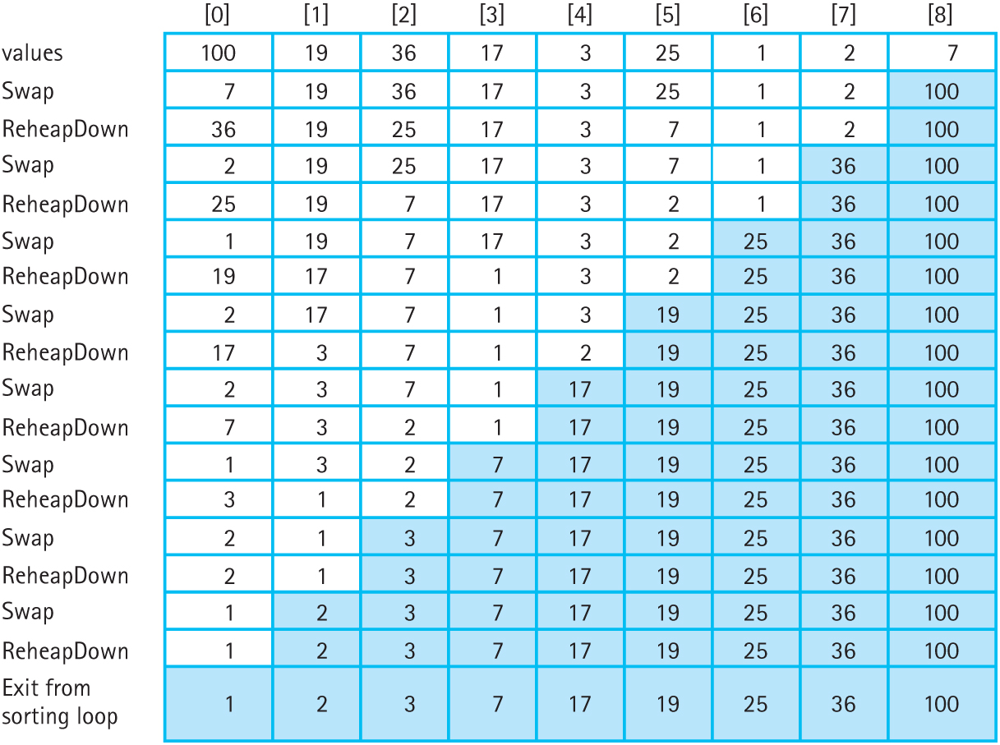 [0] [1] [2] [3] [4] [5] [6] [7] [8]
values 100 19 36 17 3 25 1 2 7
Swap 7 19 36 17 3 25 1 2 100
ReheapDown 36 19 25 17 3 7 1 2 100
Swap 2 19 25 17 3 7 1 36 100
ReheapDown 25 19 7 17 3 2 1 36 100
Swap 1 19 7 17 3 2 25 36 100
ReheapDown 19 17 7 1 3 2 25 36 100
Swap 2 17 7 1 3 19 25 36 100
ReheapDown 17 3 7 1 2 19 25 36 100
Swap 2 3 7 1 17 19 25 36 100
ReheapDown 7 3 2 1 17 19 25 36 100
Swap 1 3 2 7 17 19 25 36 100
ReheapDown 3 1 2 7 17 19 25 36 100
Swap 2 1 3 7 17 19 25 36 100
ReheapDown 2 1 3 7 17 19 25 36 100
Swap 1 2 3 7 17 19 25 36 100
ReheapDown 1 2 3 7 17 19 25 36 100
Exit from
sorting loop 1 2 3 7 17 19 25 36 100